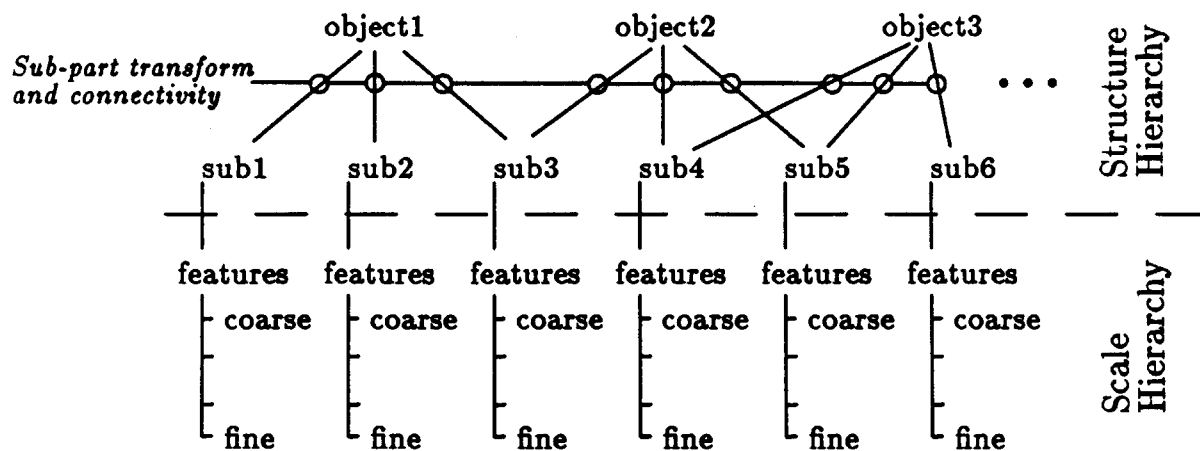 object1 object2 object3
Sub-part transform
and connectivity
• • •
Structure
Hierarchy
sub1 sub2 sub3 sub4 sub5 sub6
features features features features features features
coarse coarse coarse coarse coarse coarse
fine fine fine fine fine fine
Scale
Hierarchy